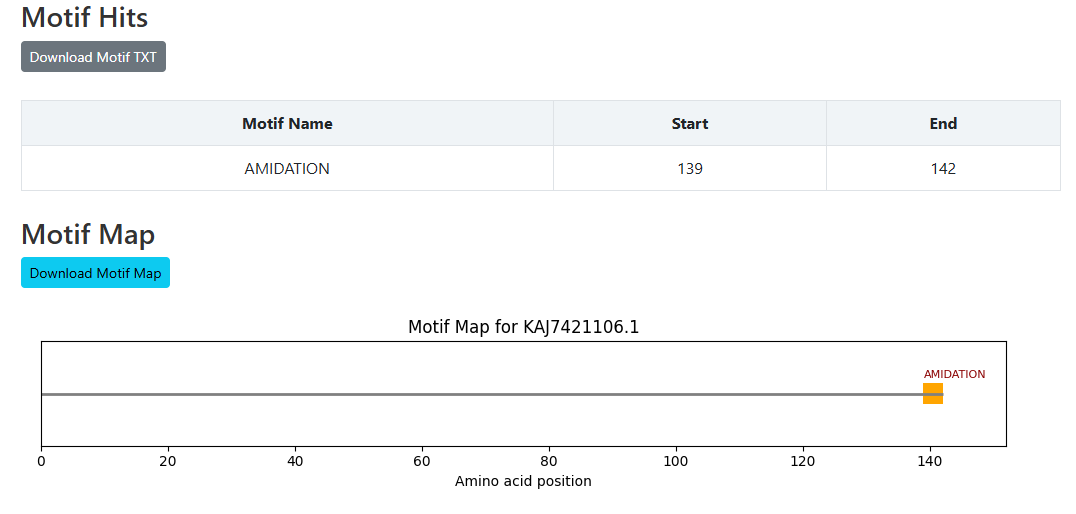 Motif Hits
Download Motif TXT
Motif Name Start End
AMIDATION 139 142
Motif Map
Download Motif Map
Motif Map for KAJ7421106.1
AMIDATION
0 20 40 60 80 100 120 140
Amino acid position